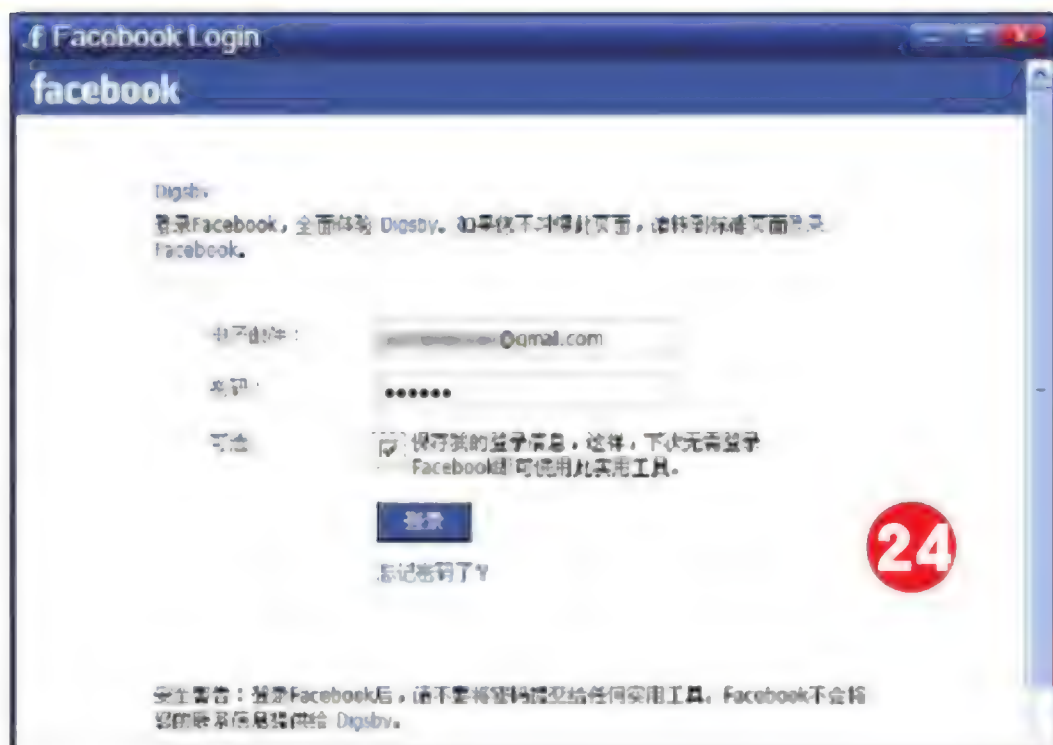 Facebook Login
facebook
Digsby
登录Facebook，全面体验 Digsby。如果您不习惯此页面，请转到标准页面登录
Facebook。
电子邮件：
@gmail.com
密码：
••••••
可选
保存我的登录信息，这样，下次无需登录
Facebook即可使用此实用工具。
登录
忘记密码了？
24
安全警告：登录Facebook后，请不要将密码提交给任何实用工具。Facebook不会将
您的联系信息提供给 Digsby。